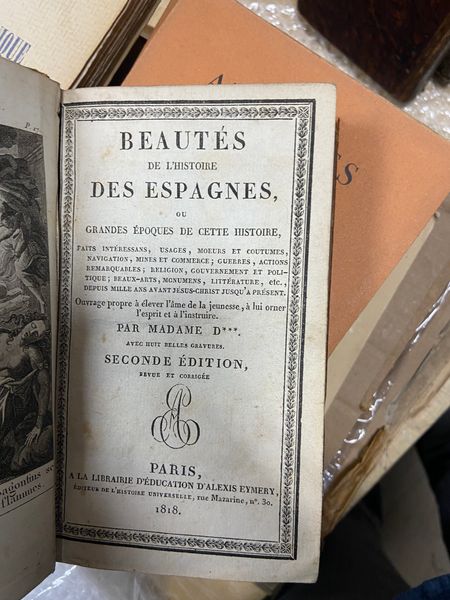 BEAUTÉS
DE L'HISTOIRE
DES ESPAGNES,
OU
GRANDES ÉPOQUES DE CETTE HISTOIRE,
FAITS INTÉRESSANS, USAGES, MOEURS ET COUTUMES,
NAVIGATION, MINES ET COMMERCE; GUERRES, ACTIONS
REMARQUABLES; RELIGION, GOUVERNEMENT ET POLI-
TIQUE; BEAUX-ARTS, MONUMENS, LITTÉRATURE, etc.,
DEPUIS MILLE ANS AVANT JÉSUS-CHRIST JUSQU'A PRÉSENT.
Ouvrage propre à élever l'âme de la jeunesse, à lui orner
l'esprit et à l'instruire.
PAR MADAME D***.
AVEC HUIT BELLES GRAVURES.
SECONDE ÉDITION,
REVUE ET CORRIGÉE
PARIS,
A LA LIBRAIRIE D'ÉDUCATION D'ALEXIS EYMERY,
ÉDITEUR DE L'HISTOIRE UNIVERSELLE, rue Mazarine, n°. 30.
1818.